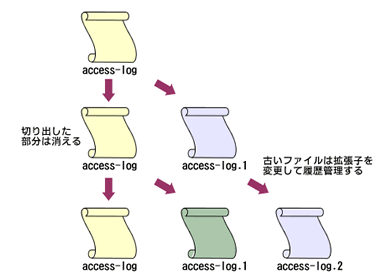 access-log
切り出した
部分は消える
access-log
access-log.1
古いファイルは拡張子を
変更して履歴管理する
access-log
access-log.1
access-log.2